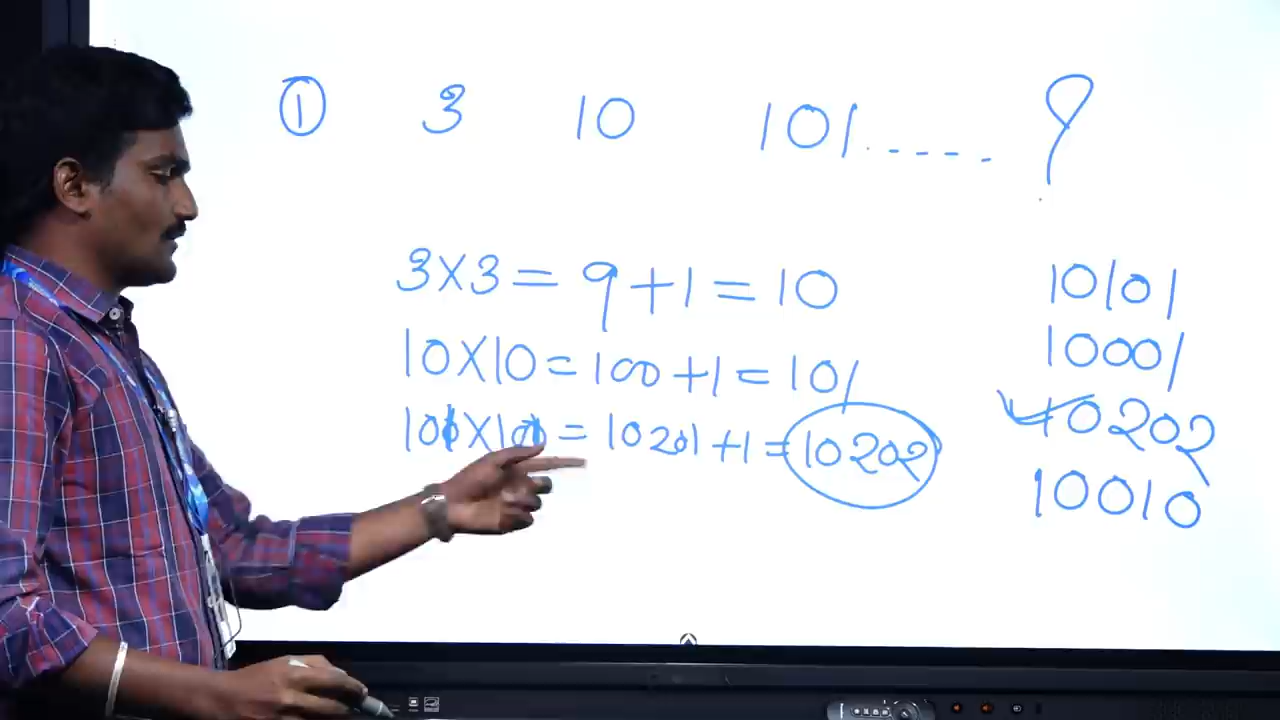 ① 3 10 101..... ?
3X3 = 9+1 = 10
10X10 = 100+1 = 101
101X101 = 10201+1 = 10202
10101
10001
10202
10010